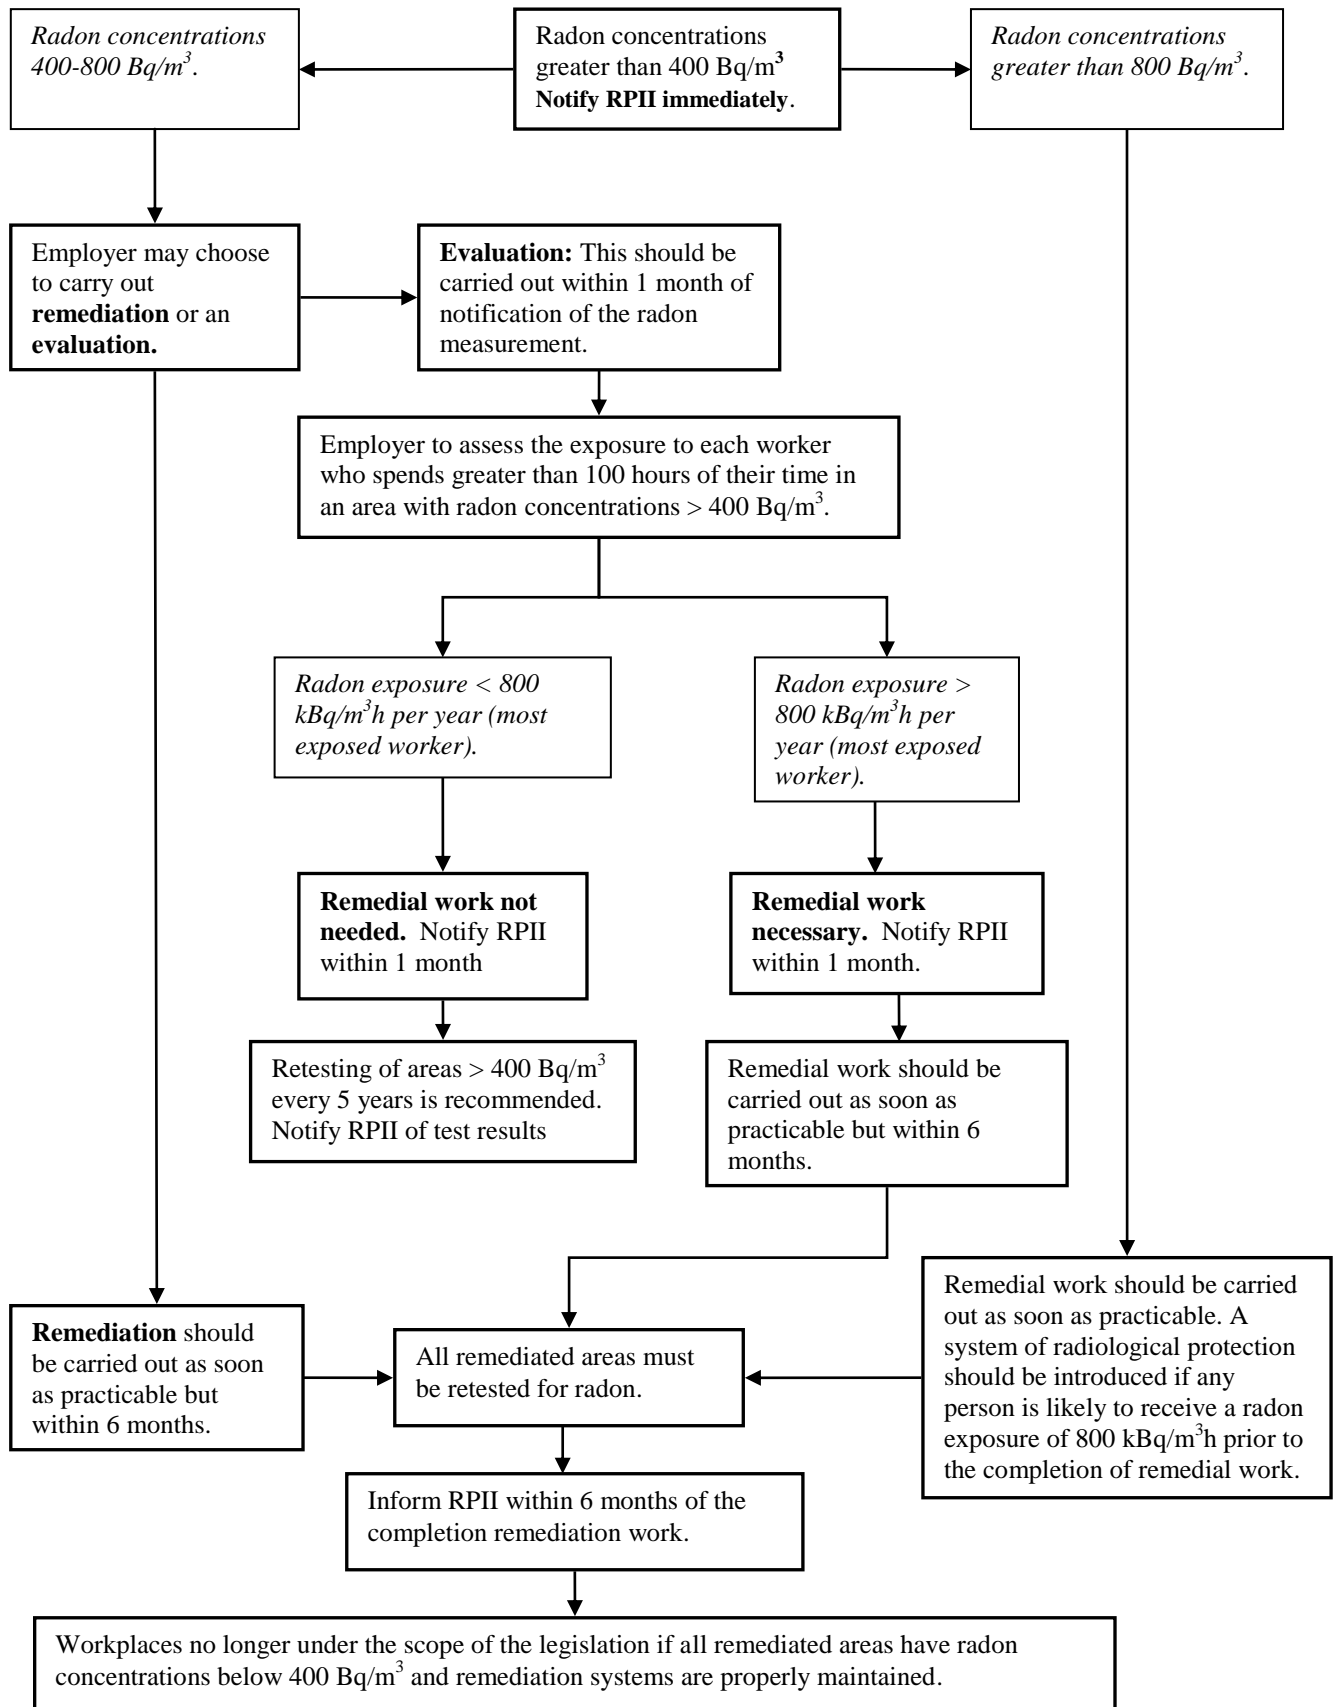 Radon concentrations
400-800 Bq/m³.
Radon concentrations
greater than 400 Bq/m³
Notify RPII immediately.
Radon concentrations
greater than 800 Bq/m³.
Employer may choose
to carry out
remediation or an
evaluation.
Evaluation: This should be
carried out within 1 month of
notification of the radon
measurement.
Employer to assess the exposure to each worker
who spends greater than 100 hours of their time in
an area with radon concentrations > 400 Bq/m³.
Radon exposure < 800
kBq/m³h per year (most
exposed worker).
Radon exposure >
800 kBq/m³h per
year (most exposed
worker).
Remedial work not
needed. Notify RPII
within 1 month
Remedial work
necessary. Notify RPII
within 1 month.
Retesting of areas > 400 Bq/m³
every 5 years is recommended.
Notify RPII of test results
Remedial work should be
carried out as soon as
practicable but within 6
months.
Remediation should
be carried out as soon
as practicable but
within 6 months.
All remediated areas must
be retested for radon.
Remedial work should be carried
out as soon as practicable. A
system of radiological protection
should be introduced if any
person is likely to receive a radon
exposure of 800 kBq/m³h prior to
the completion of remedial work.
Inform RPII within 6 months of the
completion remediation work.
Workplaces no longer under the scope of the legislation if all remediated areas have radon
concentrations below 400 Bq/m³ and remediation systems are properly maintained.